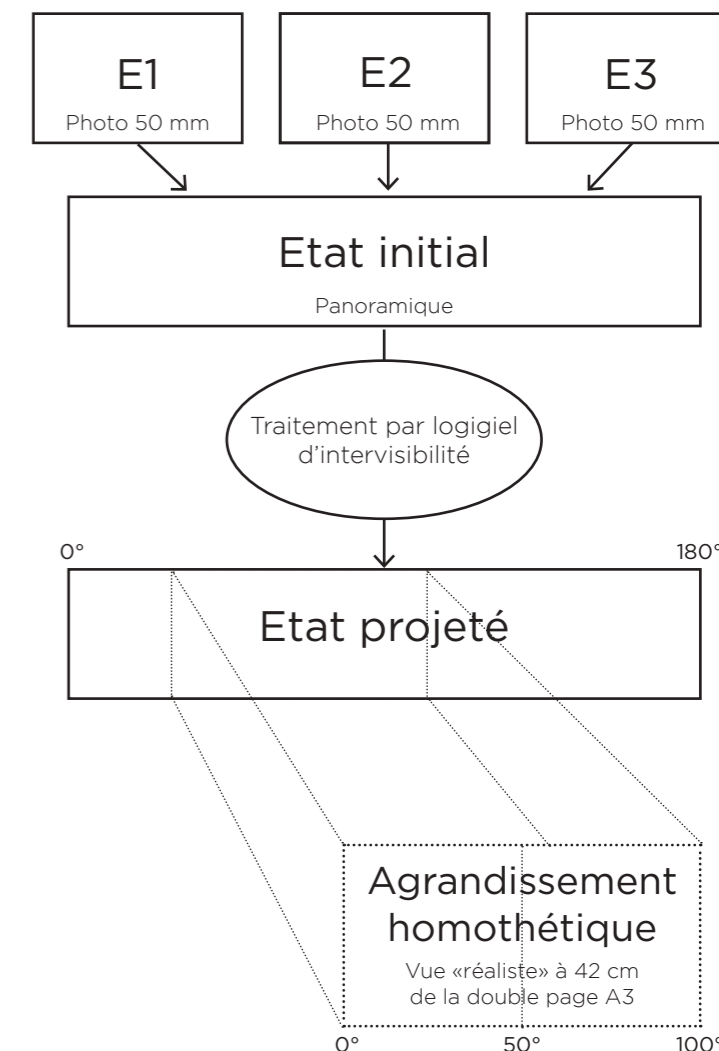 E1
Photo 50 mm
E2
Photo 50 mm
E3
Photo 50 mm
Etat initial
Panoramique
Traitement par logigiel
d'intervisibilité
0°
180°
Etat projeté
Agrandissement
homothétique
Vue «réaliste» à 42 cm
de la double page A3
0°
50°
100°